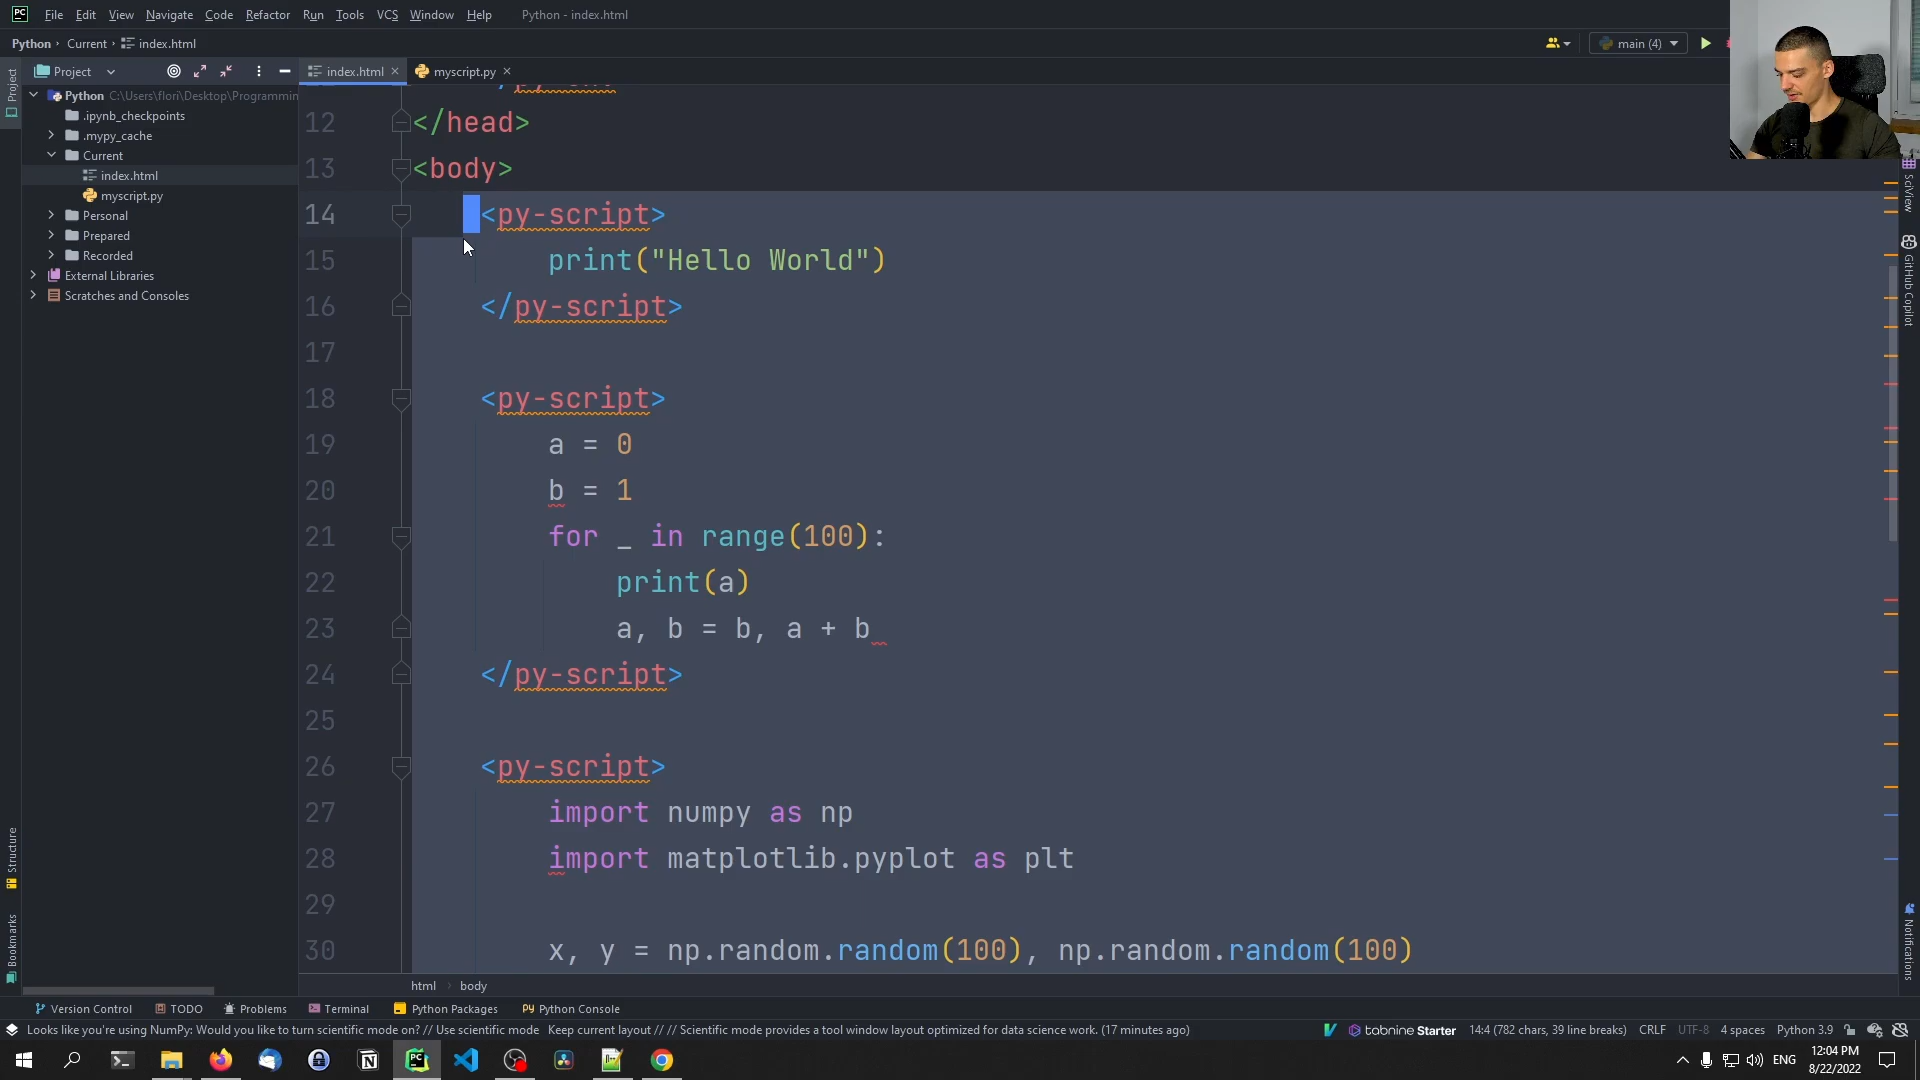 PC File Edit View Navigate Code Refactor Run Tools VCS Window Help Python - index.html
Python › Current › index.html
main (4)
Project
index.html
myscript.py
Python C:\Users\flori\Desktop\Programmin
.ipynb_checkpoints
.mypy_cache
Current
index.html
myscript.py
Personal
Prepared
Recorded
External Libraries
Scratches and Consoles
Project
Structure
Bookmarks
12 </head>
13 <body>
14 <py-script>
15 print("Hello World")
16 </py-script>
17
18 <py-script>
19 a = 0
20 b = 1
21 for _ in range(100):
22 print(a)
23 a, b = b, a + b
24 </py-script>
25
26 <py-script>
27 import numpy as np
28 import matplotlib.pyplot as plt
29
30 x, y = np.random.random(100), np.random.random(100)
SciView
GitHub Copilot
Notifications
html body
Version Control TODO Problems Terminal Python Packages Python Console
Looks like you're using NumPy: Would you like to turn scientific mode on? // Use scientific mode Keep current layout // // Scientific mode provides a tool window layout optimized for data science work. (17 minutes ago)
tabnine Starter 14:4 (782 chars, 39 line breaks) CRLF UTF-8 4 spaces Python 3.9
ENG
12:04 PM
8/22/2022